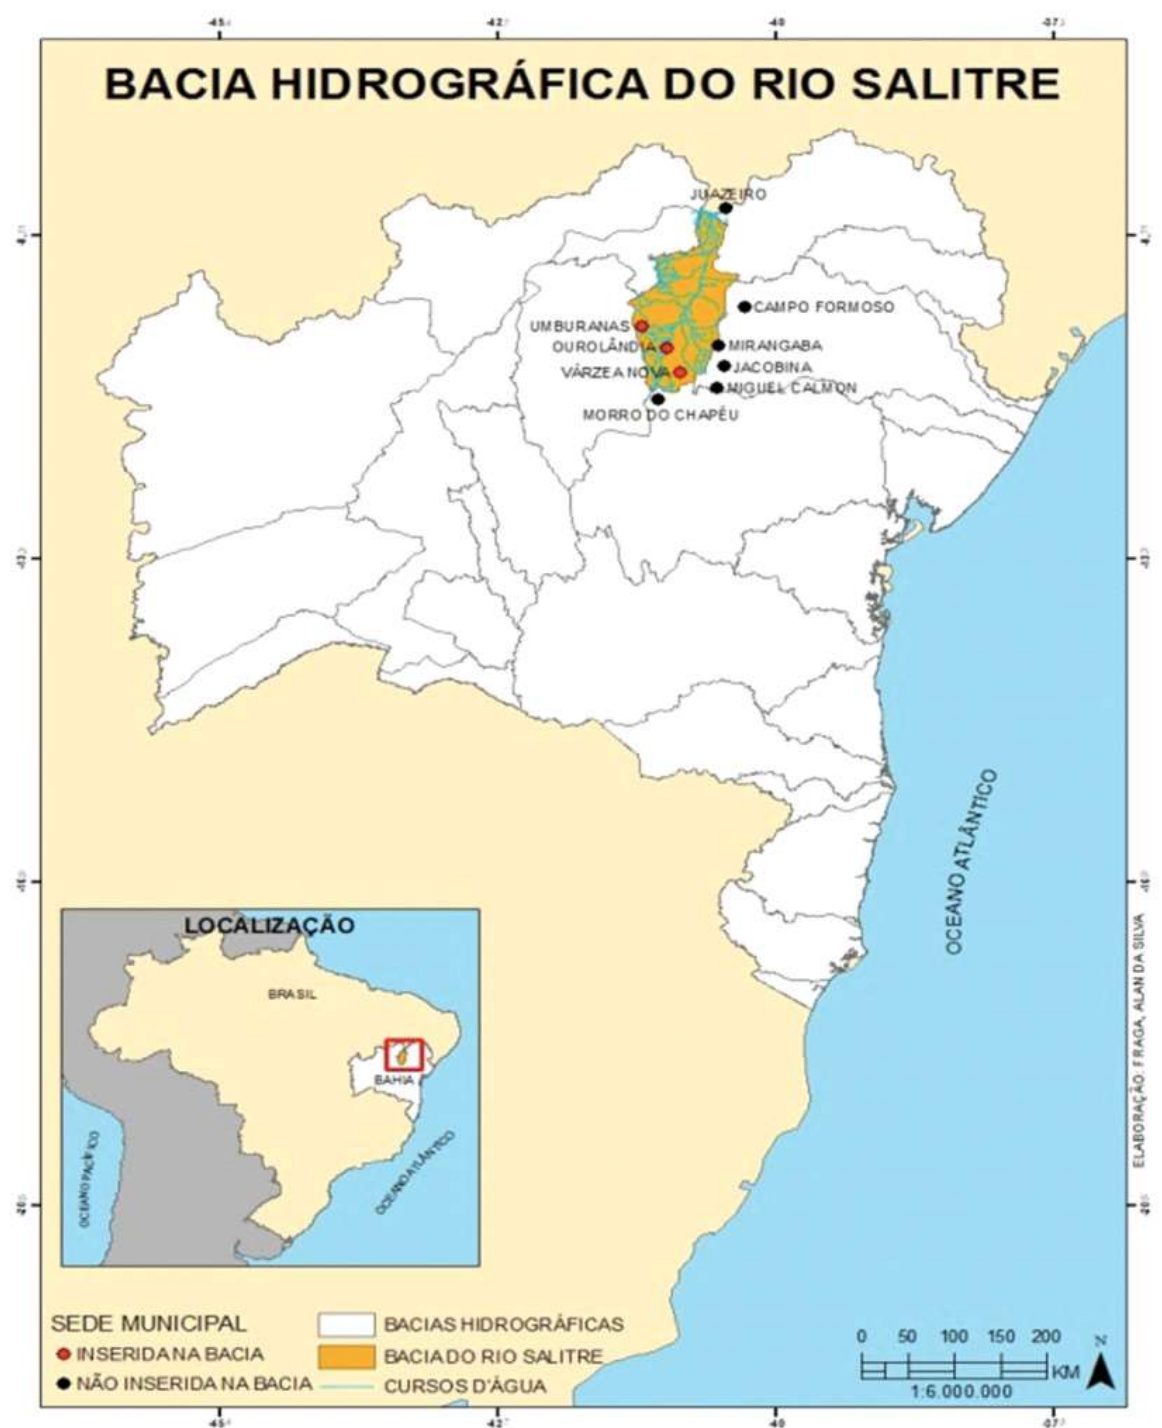 BACIA HIDROGRÁFICA DO RIO SALITRE
JUAZEIRO
CAMPO FORMOSO
UMBURANAS
OUROLÂNDIA
MIRANGABA
VÁRZEA NOVA
JACOBINA
MIGUEL CALMON
MORRO DO CHAPÉU
OCEANO ATLÂNTICO
LOCALIZAÇÃO
BRASIL
BAHIA
OCEANO PACÍFICO
OCEANO ATLÂNTICO
ELABORAÇÃO: FRAGA, ALAN DA SILVA
SEDE MUNICIPAL
INSERIDA NA BACIA
NÃO INSERIDA NA BACIA
BACIAS HIDROGRÁFICAS
BACIA DO RIO SALITRE
CURSOS D'ÁGUA
0 50 100 150 200
KM
1:6.000.000
N
-40
-40